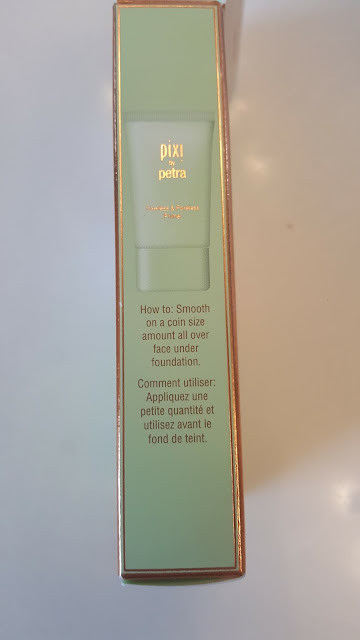 pixi
by
petra
How to: Smooth
on a coin size
amount all over
face under
foundation.
Comment utiliser:
Appliquez une
petite quantité et
utilisez avant le
fond de teint.